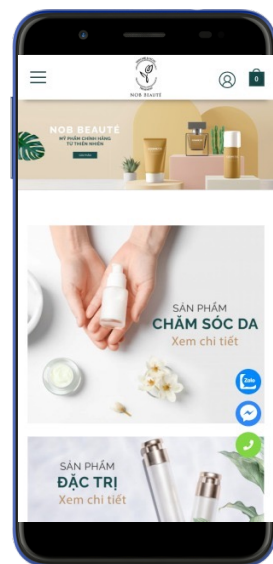 NOB BEAUTÉ
0
NOB BEAUTÉ
MỸ PHẨM CHÍNH HÃNG
TỪ THIÊN NHIÊN
SẢN PHẨM
CHĂM SÓC DA
Xem chi tiết
Zalo
SẢN PHẨM
ĐẶC TRỊ
Xem chi tiết